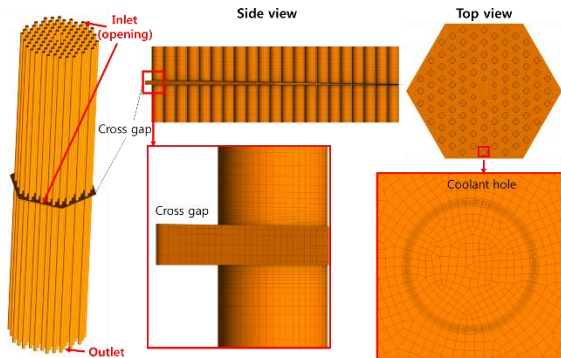 Inlet
(opening)
Side view
Top view
Cross gap
Cross gap
Coolant hole
Outlet